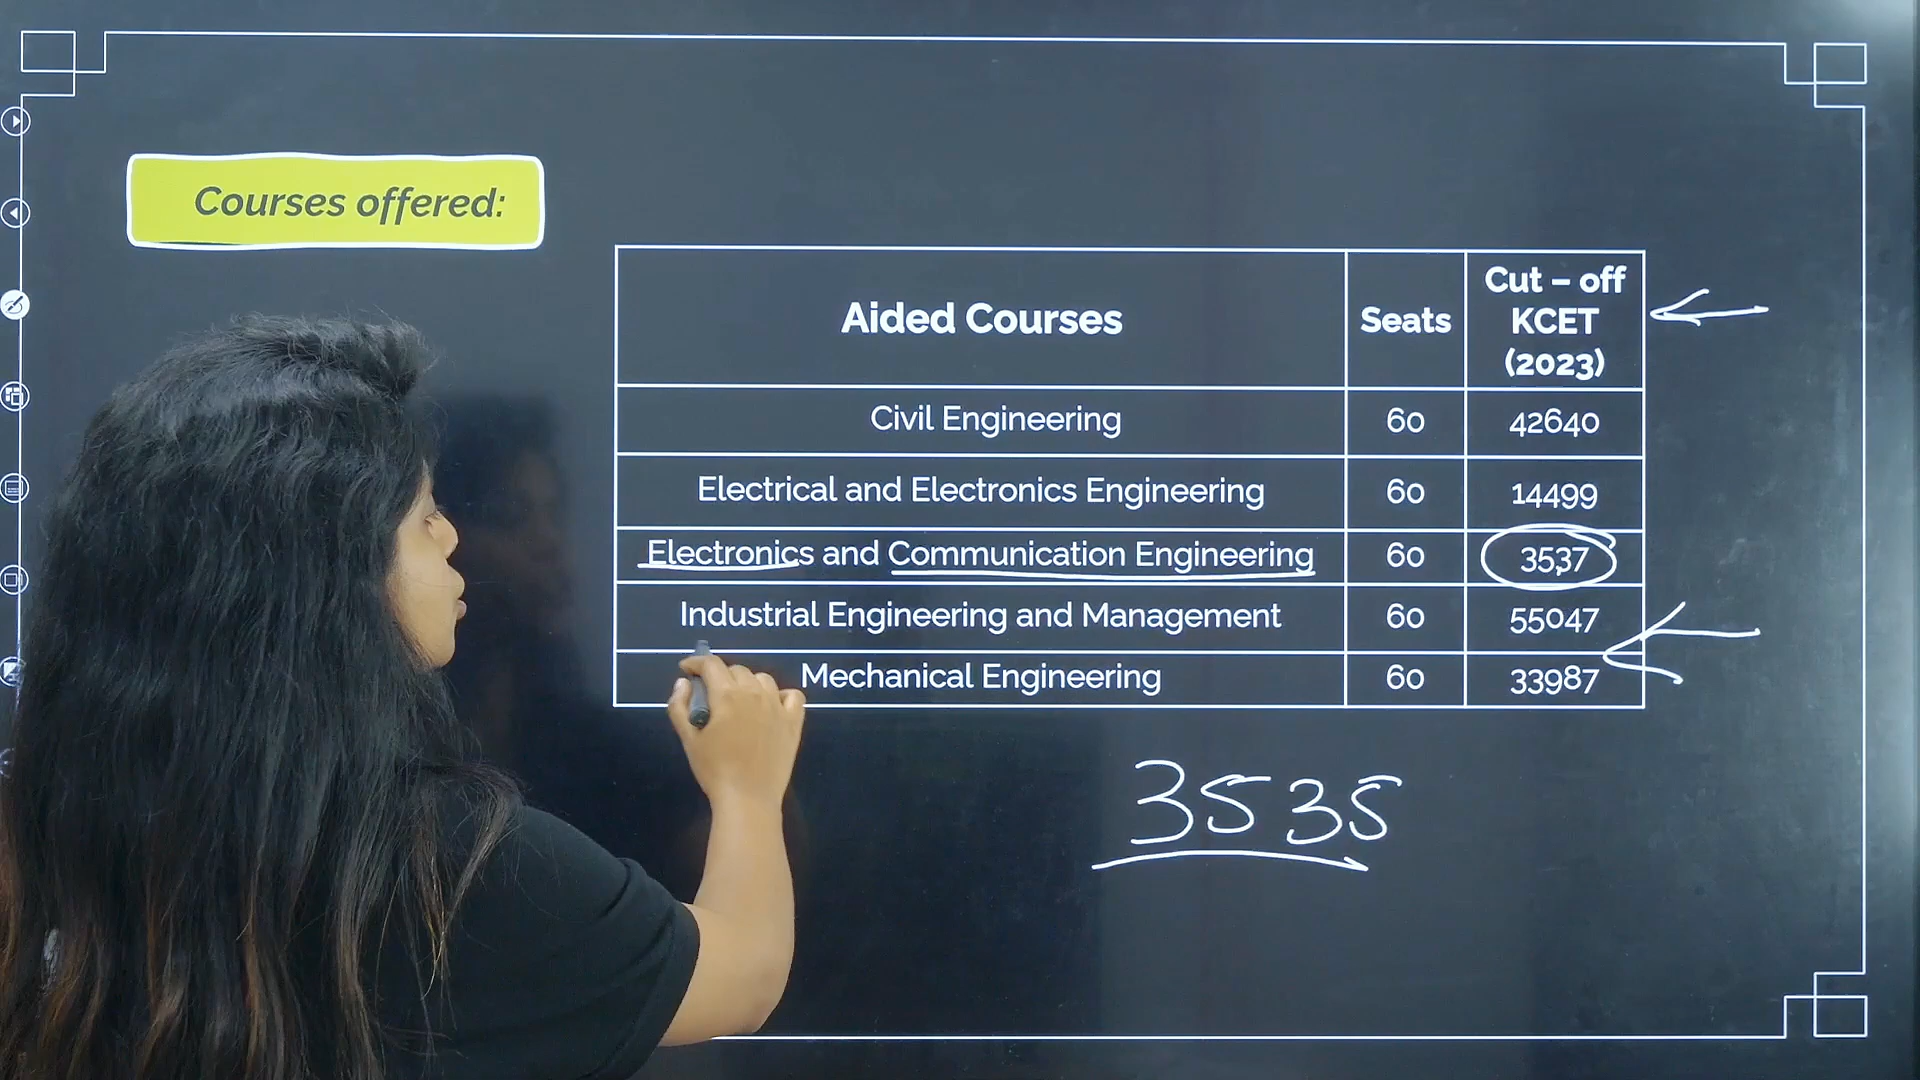 Courses offered:
Aided Courses Seats Cut – off KCET (2023)
Civil Engineering 60 42640
Electrical and Electronics Engineering 60 14499
Electronics and Communication Engineering 60 3537
Industrial Engineering and Management 60 55047
Mechanical Engineering 60 33987
3535